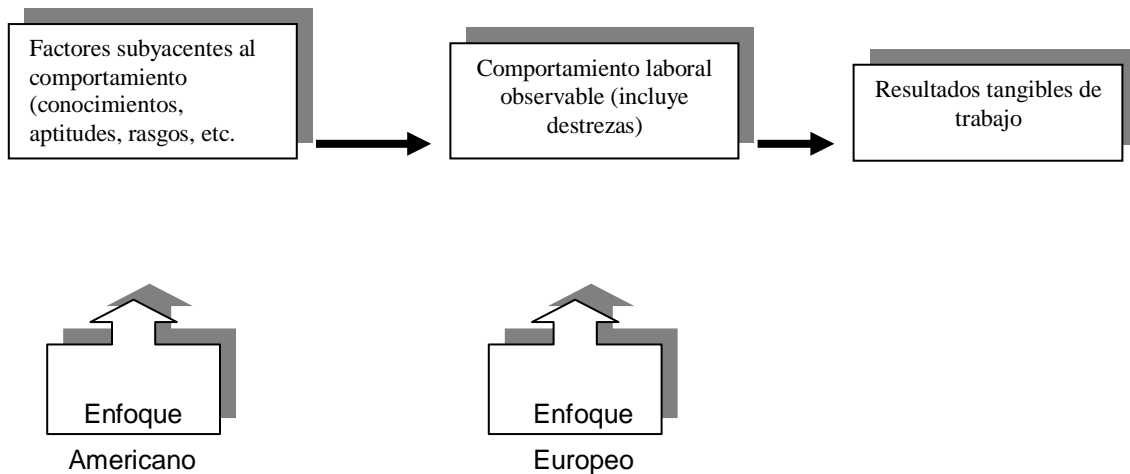 Factores subyacentes al
comportamiento
(conocimientos,
aptitudes, rasgos, etc.
Comportamiento laboral
observable (incluye
destrezas)
Resultados tangibles de
trabajo
Enfoque
Americano
Enfoque
Europeo